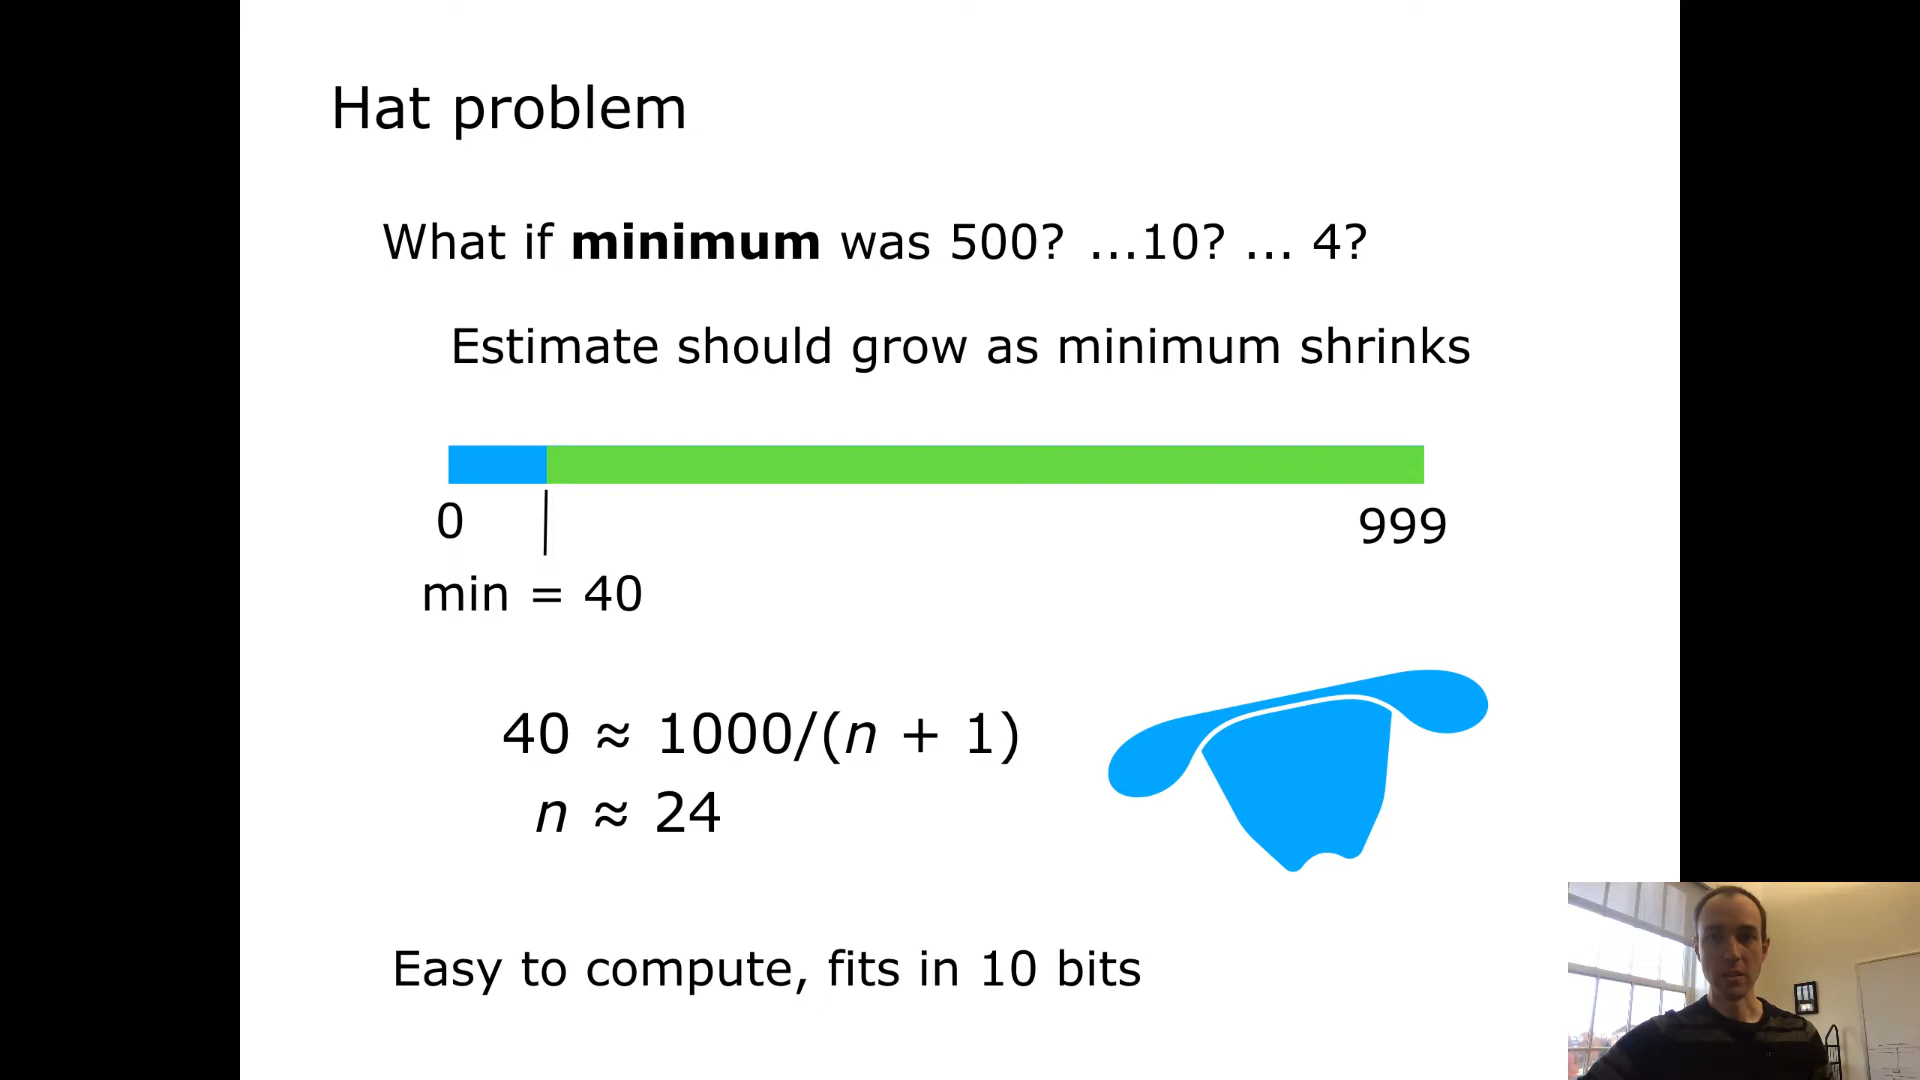 Hat problem
What if minimum was 500? ...10? ... 4?
Estimate should grow as minimum shrinks
0
999
min = 40
40 ≈ 1000/(n + 1)
n ≈ 24
Easy to compute, fits in 10 bits